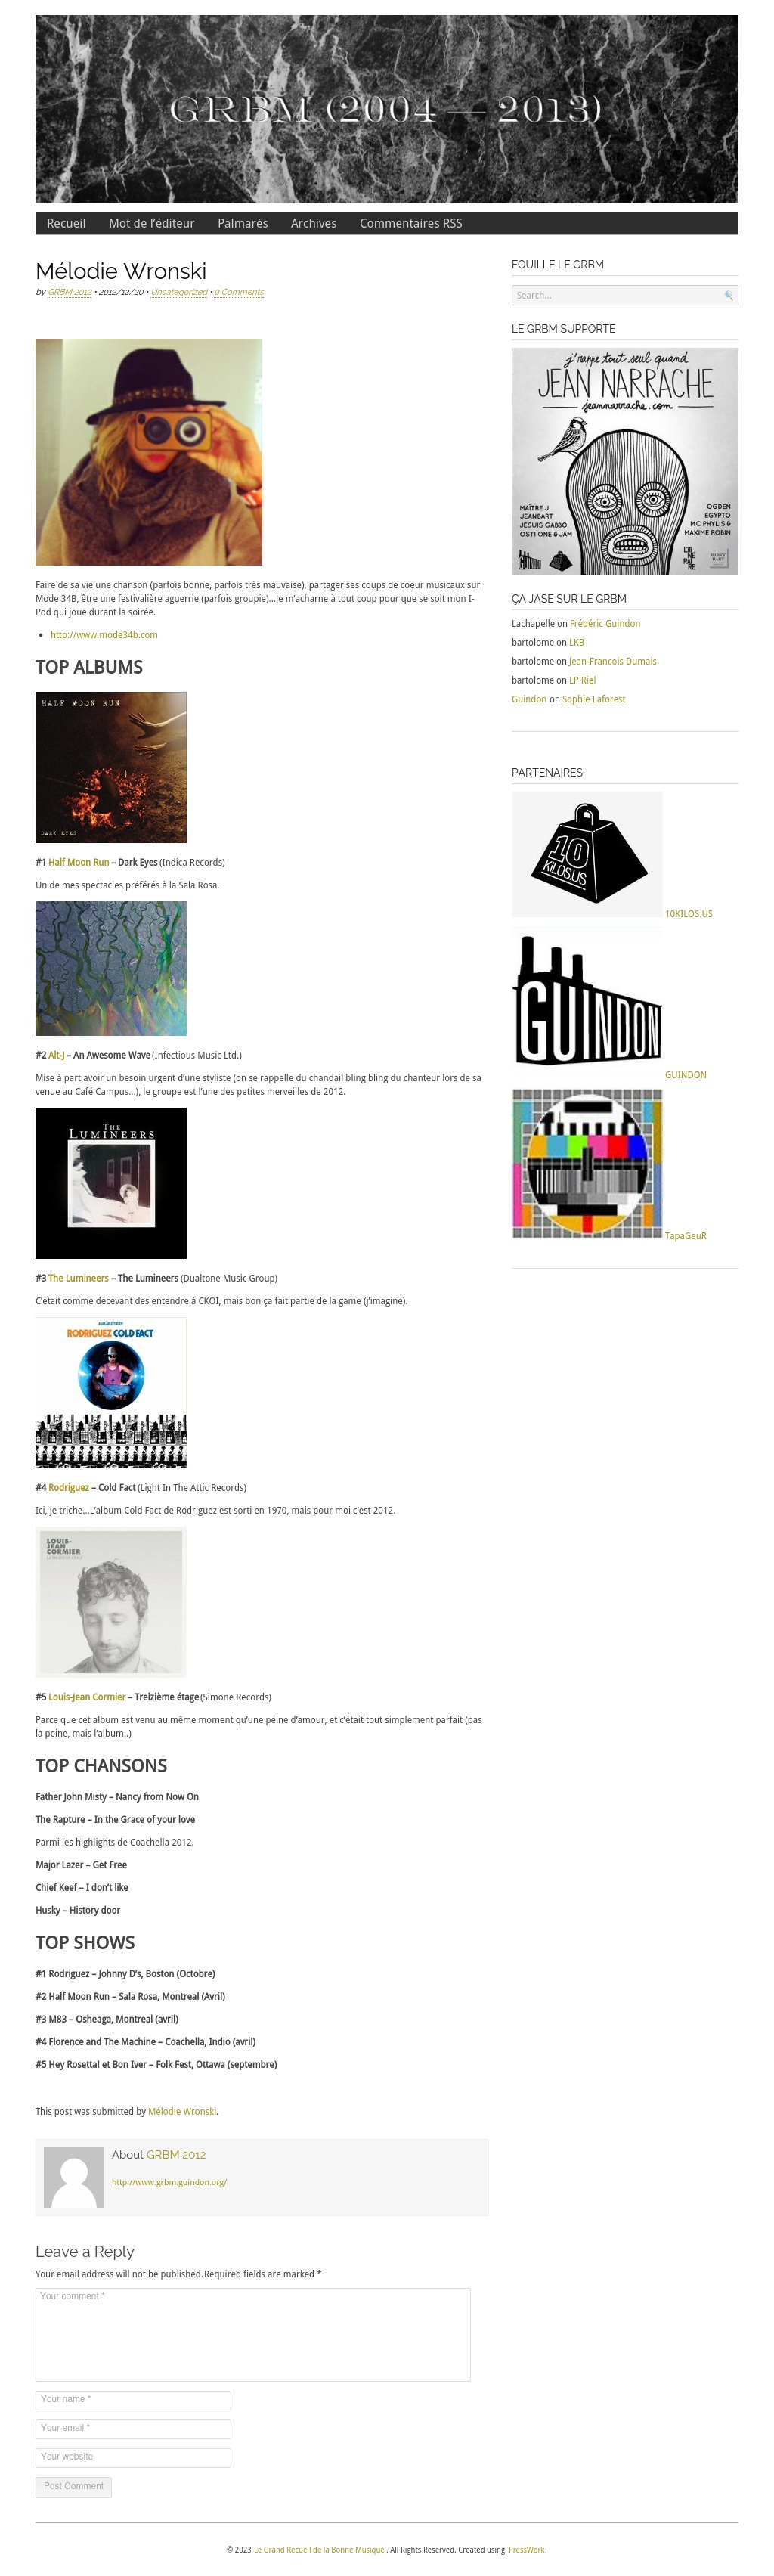 GRBM (2004 — 2013)
Recueil Mot de l'éditeur Palmarès Archives Commentaires RSS
Mélodie Wronski
by GRBM 2012 • 2012/12/20 • Uncategorized • 0 Comments
Faire de sa vie une chanson (parfois bonne, parfois très mauvaise), partager ses coups de coeur musicaux sur
Mode 34B, être une festivalière aguerrie (parfois groupie)…Je m'acharne à tout coup pour que se soit mon I-
Pod qui joue durant la soirée.
http://www.mode34b.com
TOP ALBUMS
HALF MOON RUN
DARK EYES
#1 Half Moon Run – Dark Eyes (Indica Records)
Un de mes spectacles préférés à la Sala Rosa.
#2 Alt-J – An Awesome Wave (Infectious Music Ltd.)
Mise à part avoir un besoin urgent d'une styliste (on se rappelle du chandail bling bling du chanteur lors de sa
venue au Café Campus…), le groupe est l'une des petites merveilles de 2012.
THE
LUMINEERS
#3 The Lumineers – The Lumineers (Dualtone Music Group)
C'était comme décevant des entendre à CKOI, mais bon ça fait partie de la game (j'imagine).
RODRIGUEZ COLD FACT
#4 Rodriguez – Cold Fact (Light In The Attic Records)
Ici, je triche…L'album Cold Fact de Rodriguez est sorti en 1970, mais pour moi c'est 2012.
LOUIS-
JEAN
CORMIER
#5 Louis-Jean Cormier – Treizième étage (Simone Records)
Parce que cet album est venu au même moment qu'une peine d'amour, et c'était tout simplement parfait (pas
la peine, mais l'album..)
TOP CHANSONS
Father John Misty – Nancy from Now On
The Rapture – In the Grace of your love
Parmi les highlights de Coachella 2012.
Major Lazer – Get Free
Chief Keef – I don't like
Husky – History door
TOP SHOWS
#1 Rodriguez – Johnny D's, Boston (Octobre)
#2 Half Moon Run – Sala Rosa, Montreal (Avril)
#3 M83 – Osheaga, Montreal (avril)
#4 Florence and The Machine – Coachella, Indio (avril)
#5 Hey Rosetta! et Bon Iver – Folk Fest, Ottawa (septembre)
This post was submitted by Mélodie Wronski.
About GRBM 2012
http://www.grbm.guindon.org/
Leave a Reply
Your email address will not be published. Required fields are marked *
Your comment *
Your name *
Your email *
Your website
Post Comment
FOUILLE LE GRBM
Search...
LE GRBM SUPPORTE
j'rappe tout seul quand
JEAN NARRACHE
jeannarrache.com
MAÎTRE J
JEANBART
JESUIS GABBO
OSTI ONE & JAM
OGDEN
EGYPTO
MC PHYLIS &
MAXIME ROBIN
ÇA JASE SUR LE GRBM
Lachapelle on Frédéric Guindon
bartolome on LKB
bartolome on Jean-Francois Dumais
bartolome on LP Riel
Guindon on Sophie Laforest
PARTENAIRES
10
KILOS.US
10KILOS.US
GUINDON
GUINDON
TapaGeuR
© 2023 Le Grand Recueil de la Bonne Musique . All Rights Reserved. Created using PressWork.